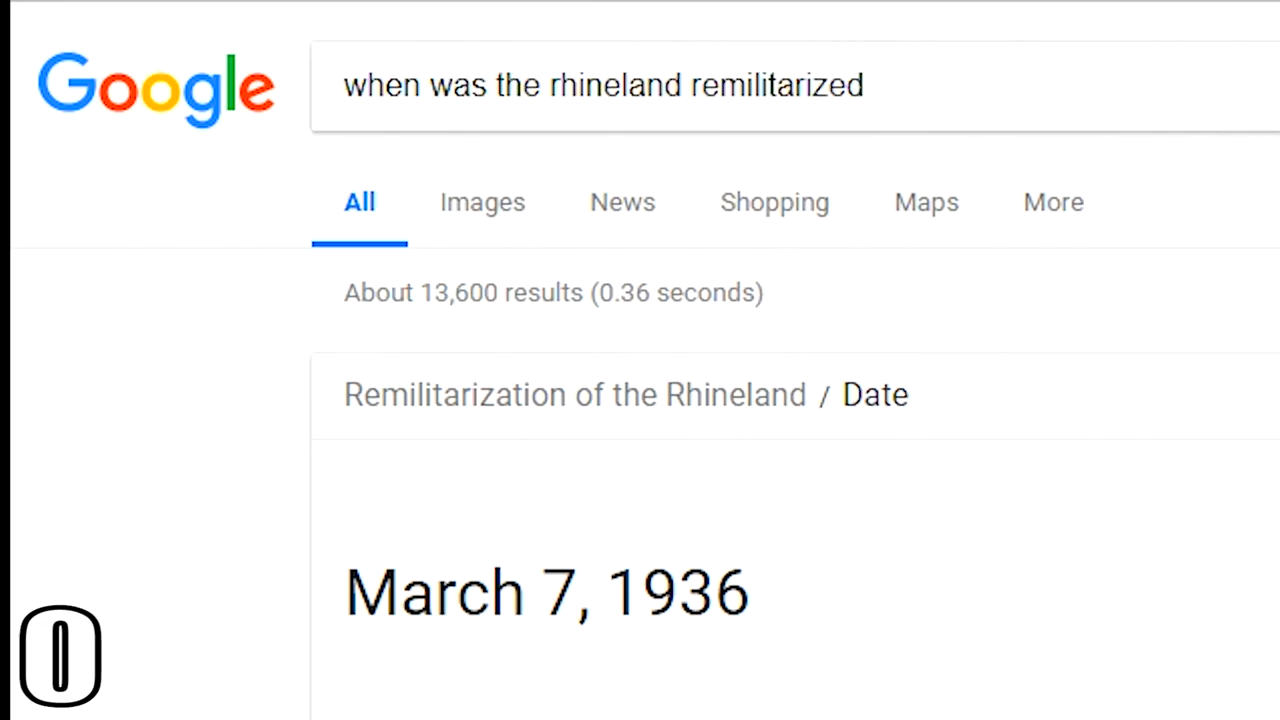 Google
when was the rhineland remilitarized
All Images News Shopping Maps More
About 13,600 results (0.36 seconds)
Remilitarization of the Rhineland / Date
March 7, 1936
0